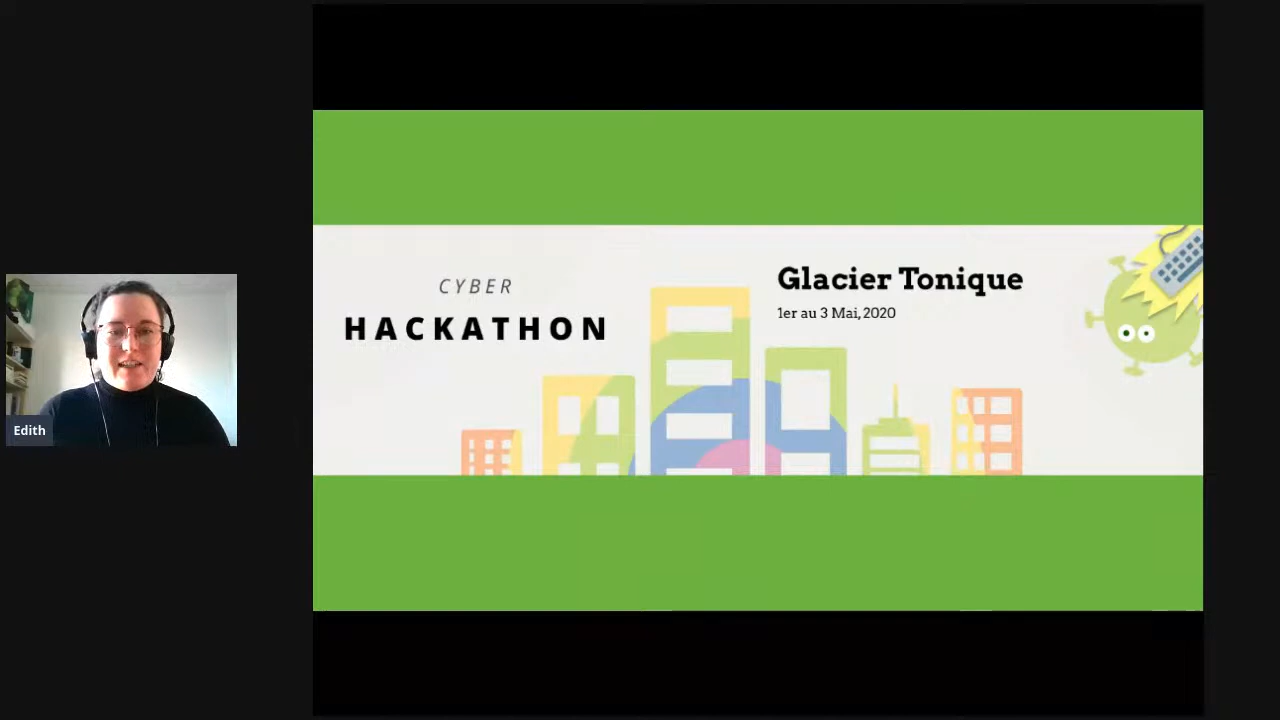 Edith
CYBER
HACKATHON
Glacier Tonique
1er au 3 Mai, 2020